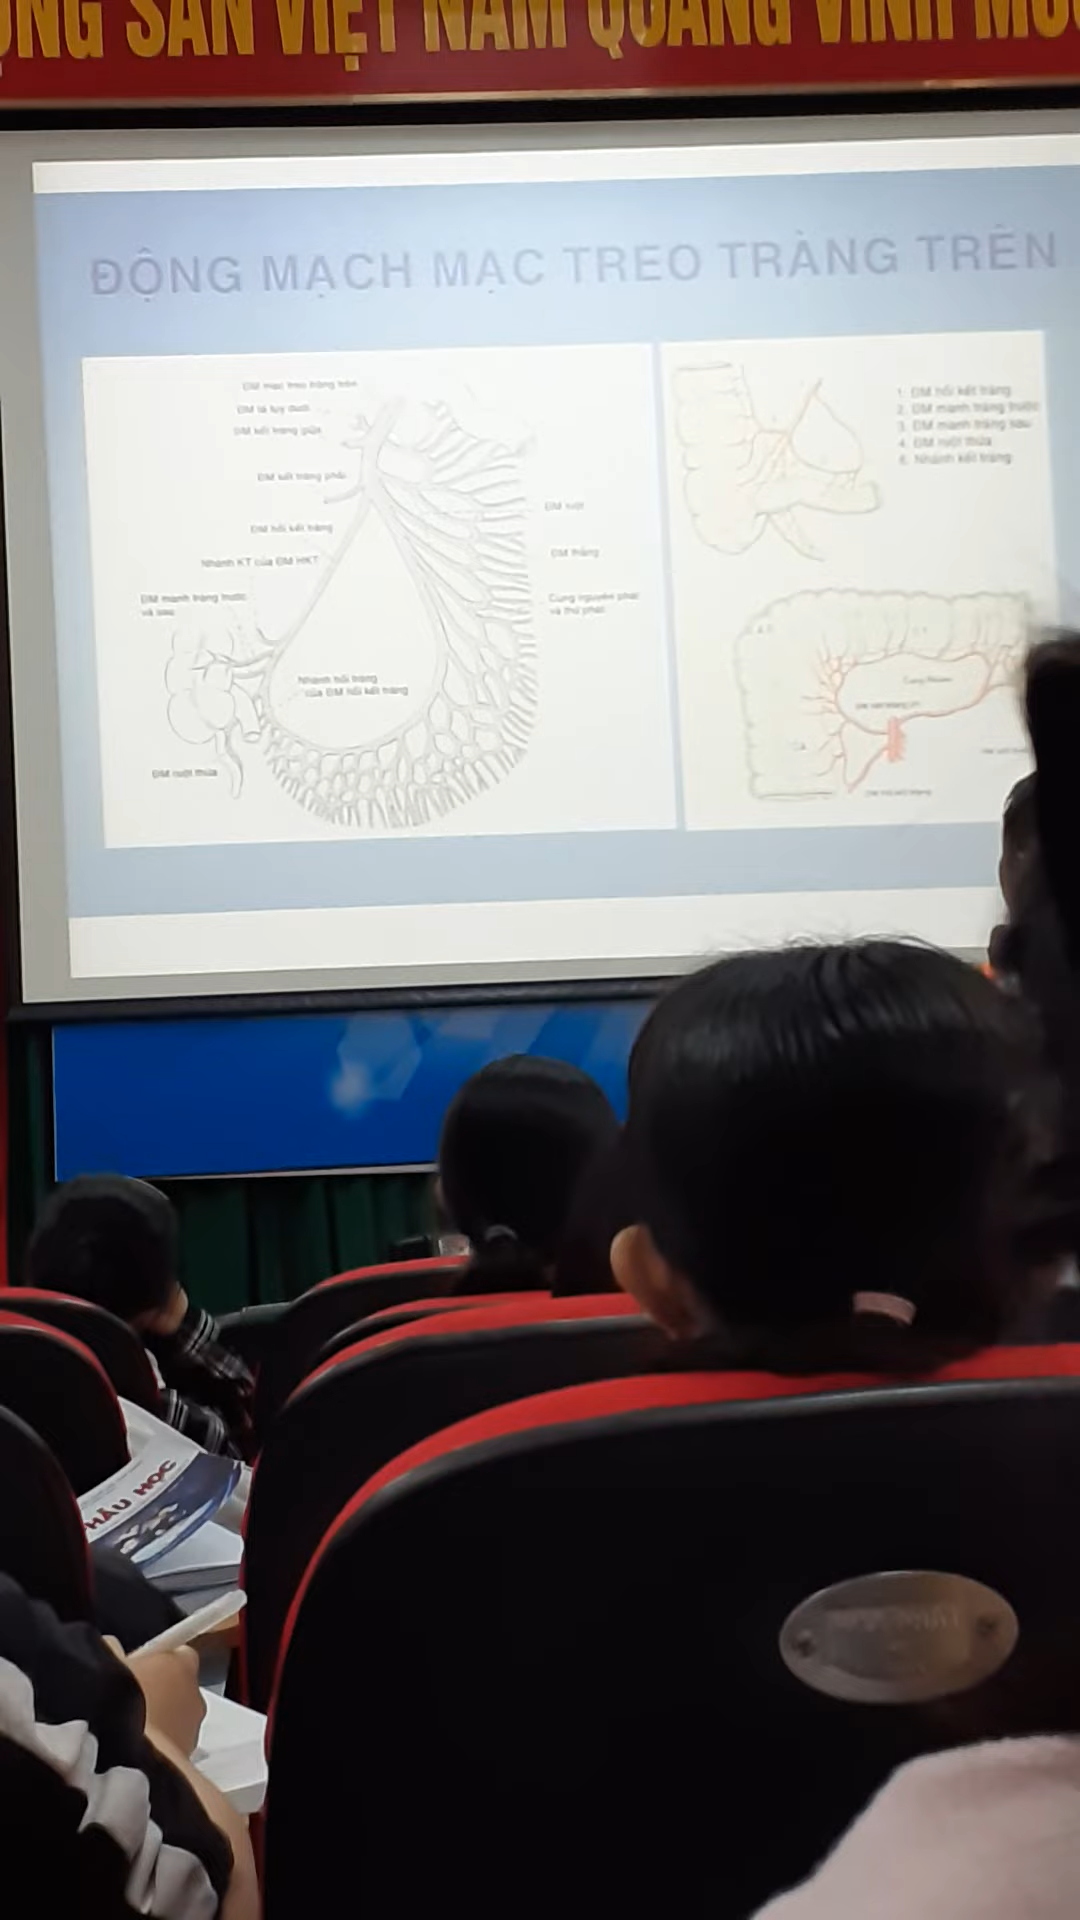 SẢN VIỆT NAM QUANG VINH
ĐỘNG MẠCH MẠC TREO TRÀNG TRÊN
ĐM mạc treo tràng trên
ĐM tá tụy dưới
ĐM kết tràng giữa
ĐM kết tràng phải
ĐM hồi kết tràng
Nhánh KT của ĐM HKT
ĐM manh tràng trước
và sau
Nhánh hồi tràng
của ĐM hồi kết tràng
ĐM ruột thừa
ĐM ruột
ĐM thẳng
Cung nguyên phát
và thứ phát
1. ĐM hồi kết tràng
2. ĐM manh tràng trước
3. ĐM manh tràng sau
4. ĐM ruột thừa
Nhánh kết tràng
PHẪU HỌC